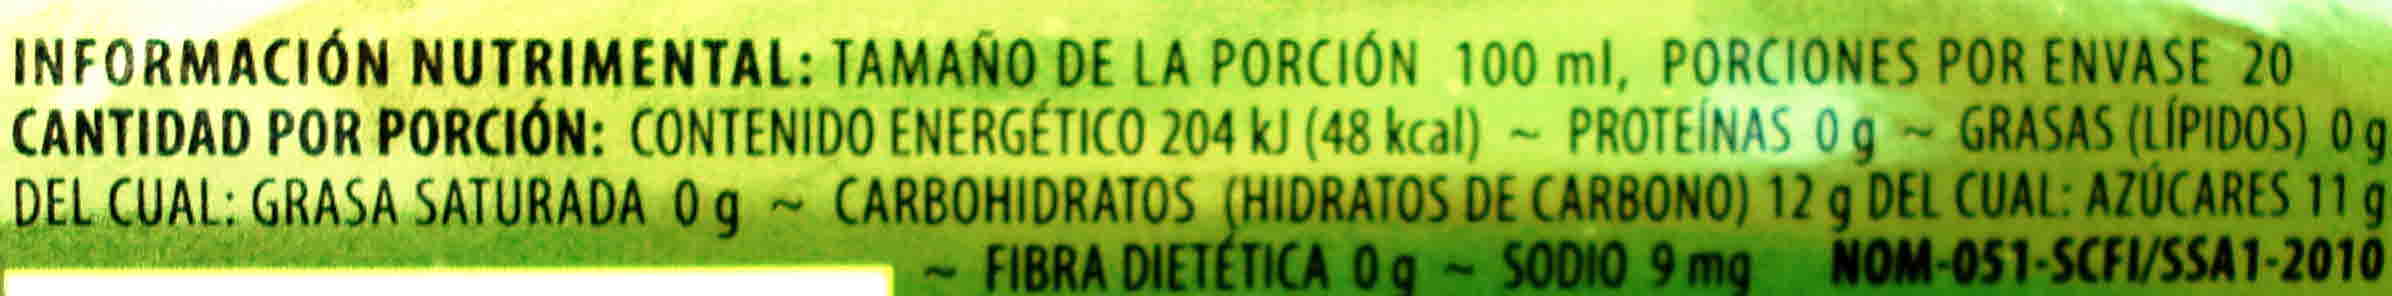 INFORMACIÓN NUTRIMENTAL: TAMAÑO DE LA PORCIÓN 100 ml, PORCIONES POR ENVASE 20
CANTIDAD POR PORCIÓN: CONTENIDO ENERGÉTICO 204 kJ (48 kcal) ~ PROTEÍNAS 0 g ~ GRASAS (LÍPIDOS) 0 g
DEL CUAL: GRASA SATURADA 0 g ~ CARBOHIDRATOS (HIDRATOS DE CARBONO) 12 g DEL CUAL: AZÚCARES 11 g
~ FIBRA DIETÉTICA 0 g ~ SODIO 9 mg NOM-051-SCFI/SSA1-2010